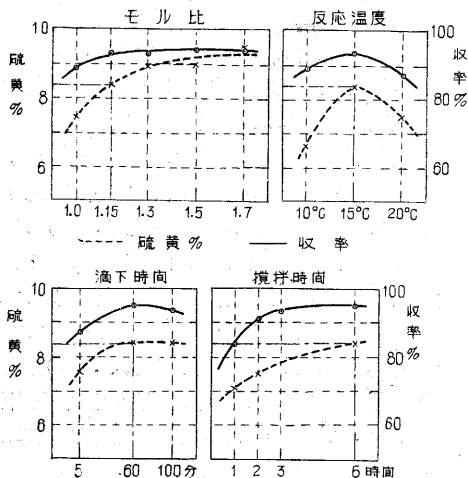 モル比
反応温度
10
9
8
6
硫黄%
1.0 1.15 1.3 1.5 1.7
10°C 15°C 20°C
100
80
60
収率%
---- 硫黄% —— 収率
滴下時間
撹拌時間
10
8
6
硫黄%
5 60 100分
1 2 3 6時間
100
80
60
収率%